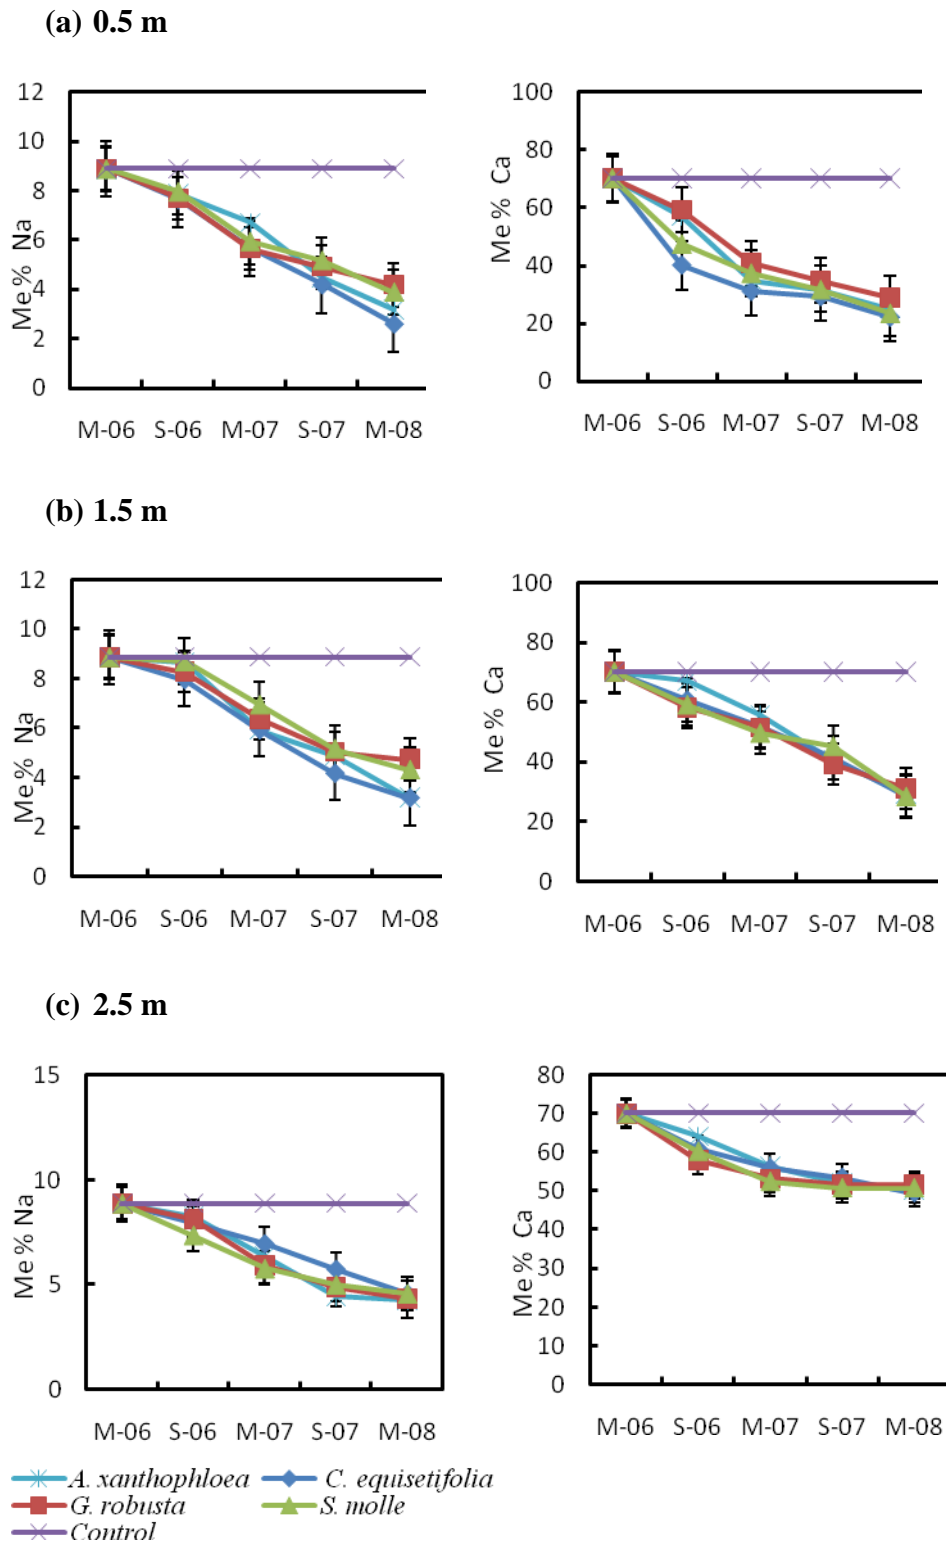 (a) 0.5 m
Me% Na
12
10
8
6
4
2
0
M-06 S-06 M-07 S-07 M-08
Me% Ca
100
80
60
40
20
0
M-06 S-06 M-07 S-07 M-08
(b) 1.5 m
Me% Na
12
10
8
6
4
2
0
M-06 S-06 M-07 S-07 M-08
Me% Ca
100
80
60
40
20
0
M-06 S-06 M-07 S-07 M-08
(c) 2.5 m
Me% Na
15
10
5
0
M-06 S-06 M-07 S-07 M-08
Me% Ca
80
70
60
50
40
30
20
10
0
M-06 S-06 M-07 S-07 M-08
A. xanthophloea C. equisetifolia
G. robusta S. molle
Control